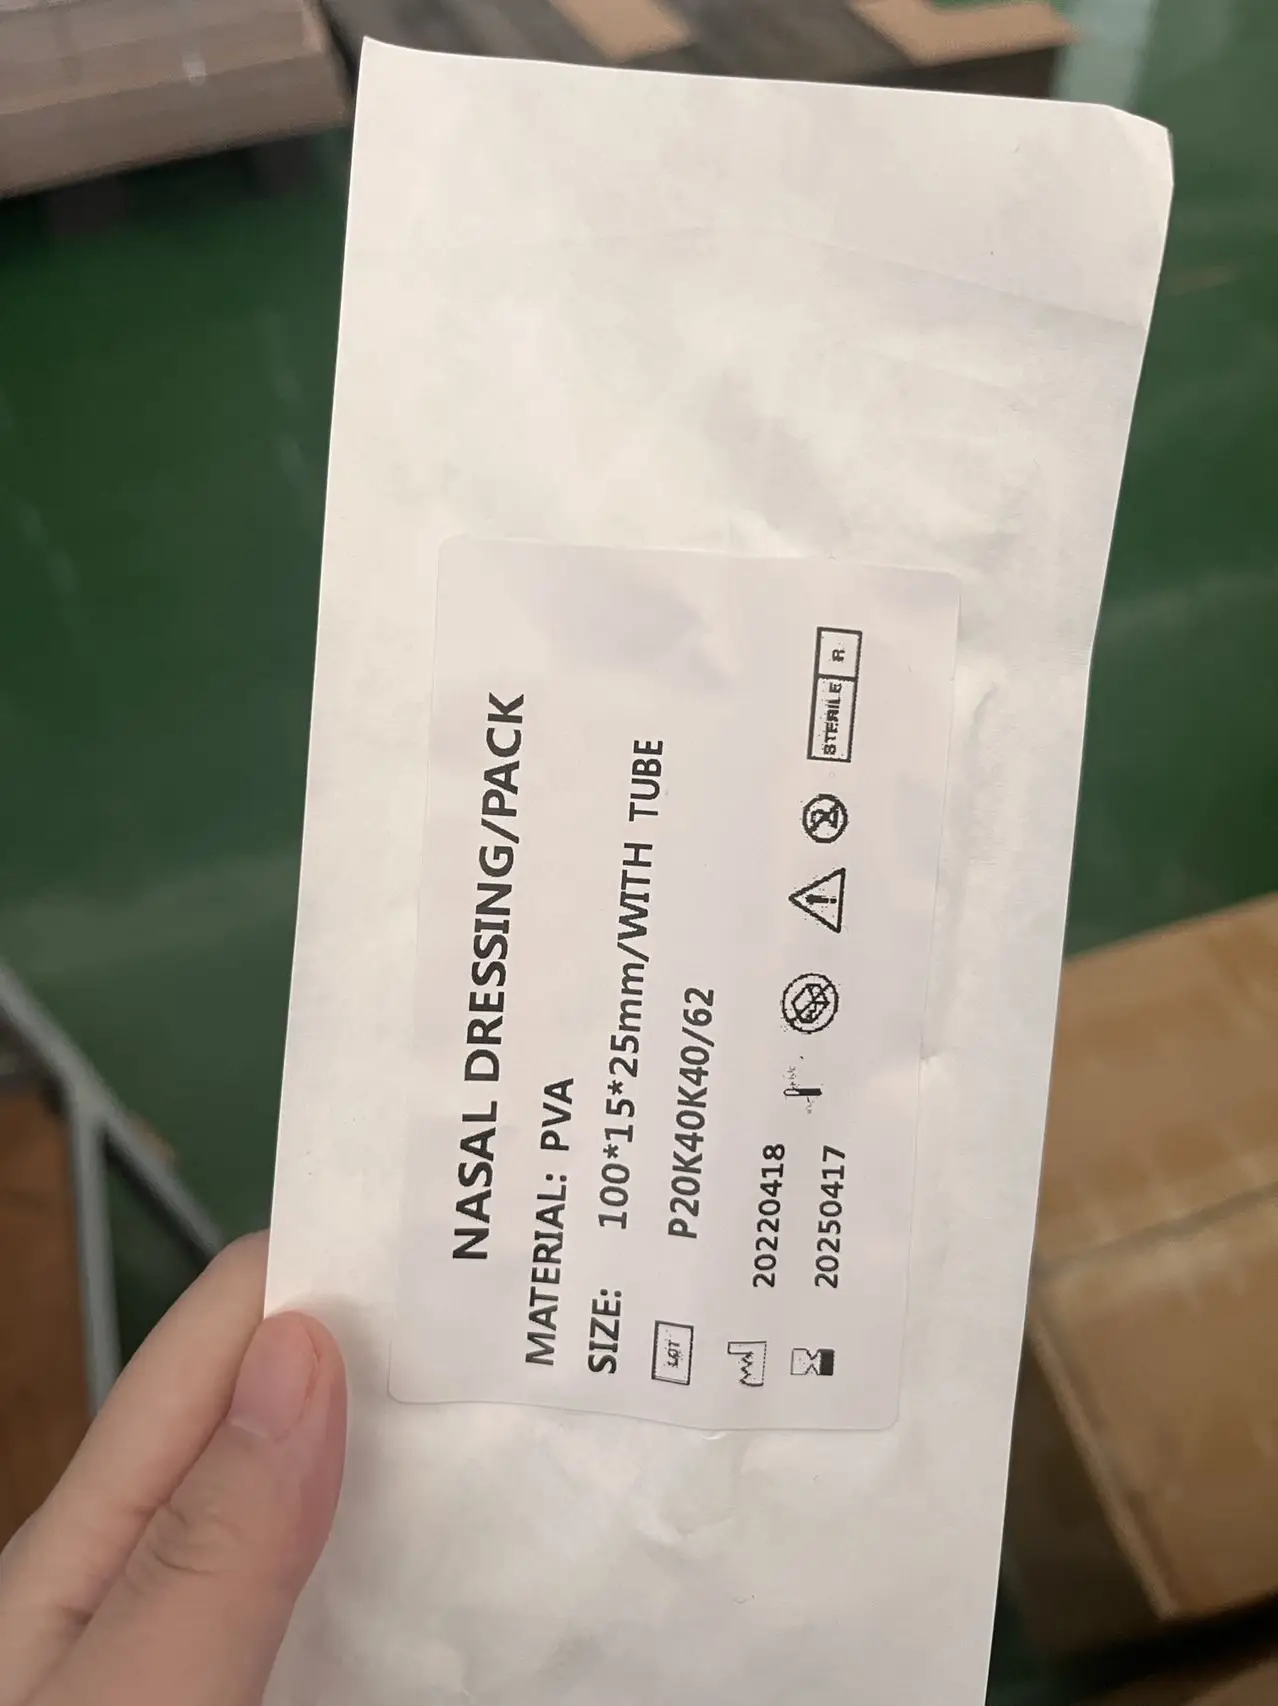 NASAL DRESSING/PACK
MATERIAL: PVA
SIZE: 100*15*25mm/WITH TUBE
LOT P20K40K40/62
20220418
20250417
STERILE R